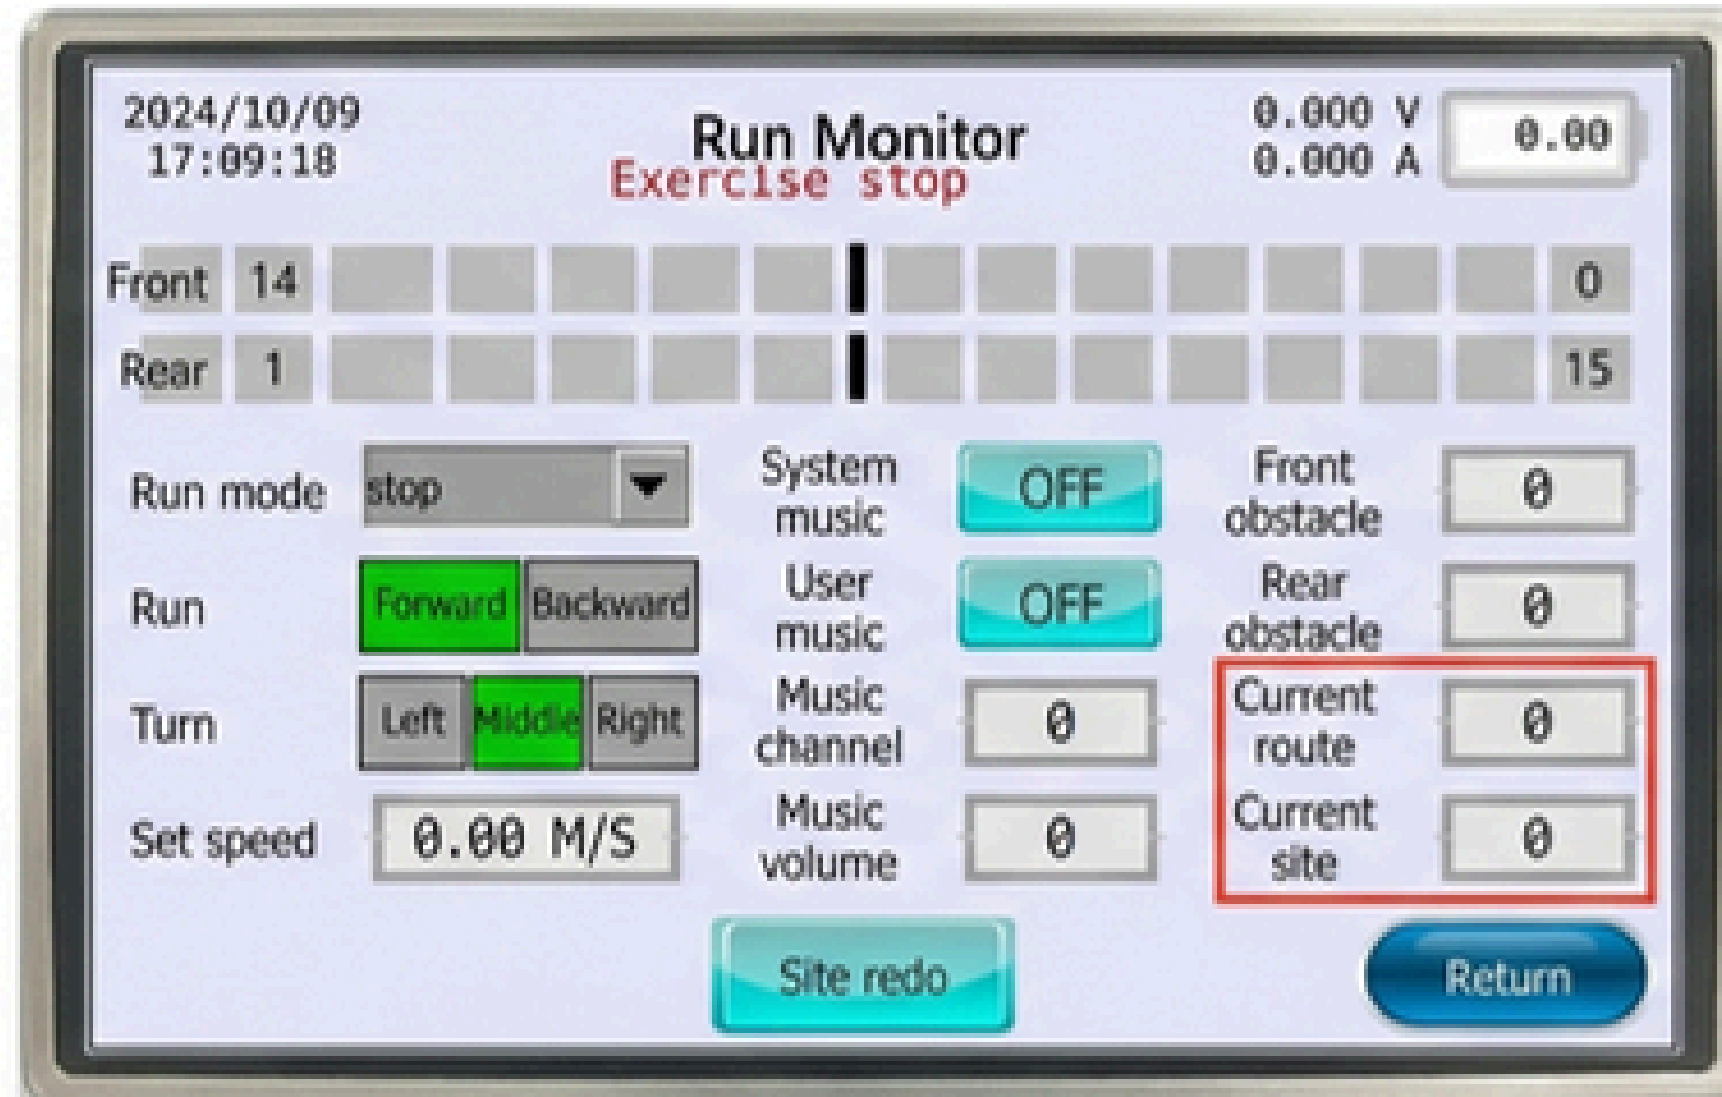 2024/10/09
17:09:18
Run Monitor
Exercise stop
0.000 V
0.000 A
0.00
Front 14 0
Rear 1 15
Run mode stop
System music OFF
Front obstacle 0
Run Forward Backward
User music OFF
Rear obstacle 0
Turn Left Middle Right
Music channel 0
Current route 0
Set speed 0.00 M/S
Music volume 0
Current site 0
Site redo
Return